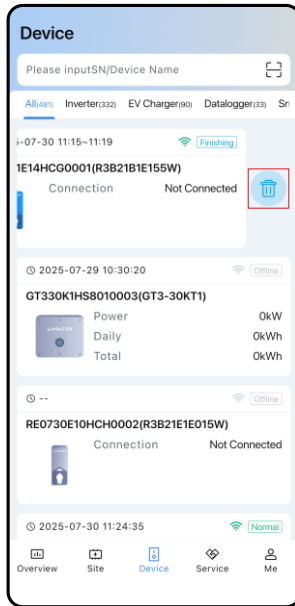 Device
Please inputSN/Device Name
All(481) Inverter(332) EV Charger(90) Datalogger(33) Sn
-07-30 11:15~11:19 Finishing
1E14HCG0001(R3B21B1E155W)
Connection Not Connected
2025-07-29 10:30:20 Offline
GT330K1HS8010003(GT3-30KT1)
LIVOLTEK
Power 0kW
Daily 0kWh
Total 0kWh
-- Offline
RE0730E10HCH0002(R3B21E1E015W)
Connection Not Connected
2025-07-30 11:24:35 Normal
Overview Site Device Service Me